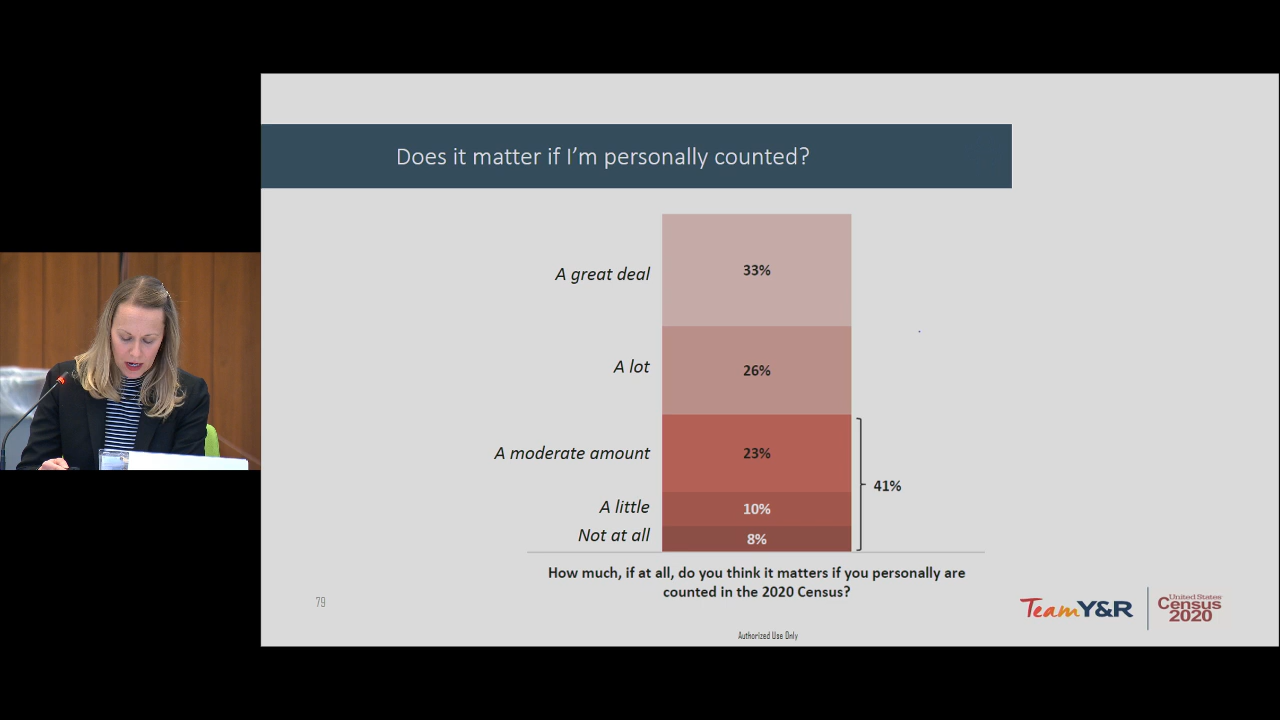 Does it matter if I'm personally counted?
A great deal
33%
A lot
26%
A moderate amount
23%
41%
A little
10%
Not at all
8%
How much, if at all, do you think it matters if you personally are
counted in the 2020 Census?
79
TeamY&R
United States
Census
2020
Authorized Use Only